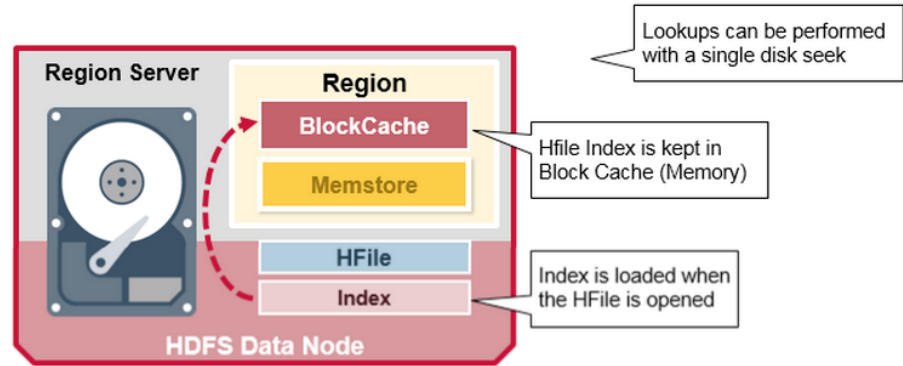 Lookups can be performed
with a single disk seek
Region Server
Region
BlockCache
Hfile Index is kept in
Block Cache (Memory)
Memstore
HFile
Index is loaded when
the HFile is opened
Index
HDFS Data Node